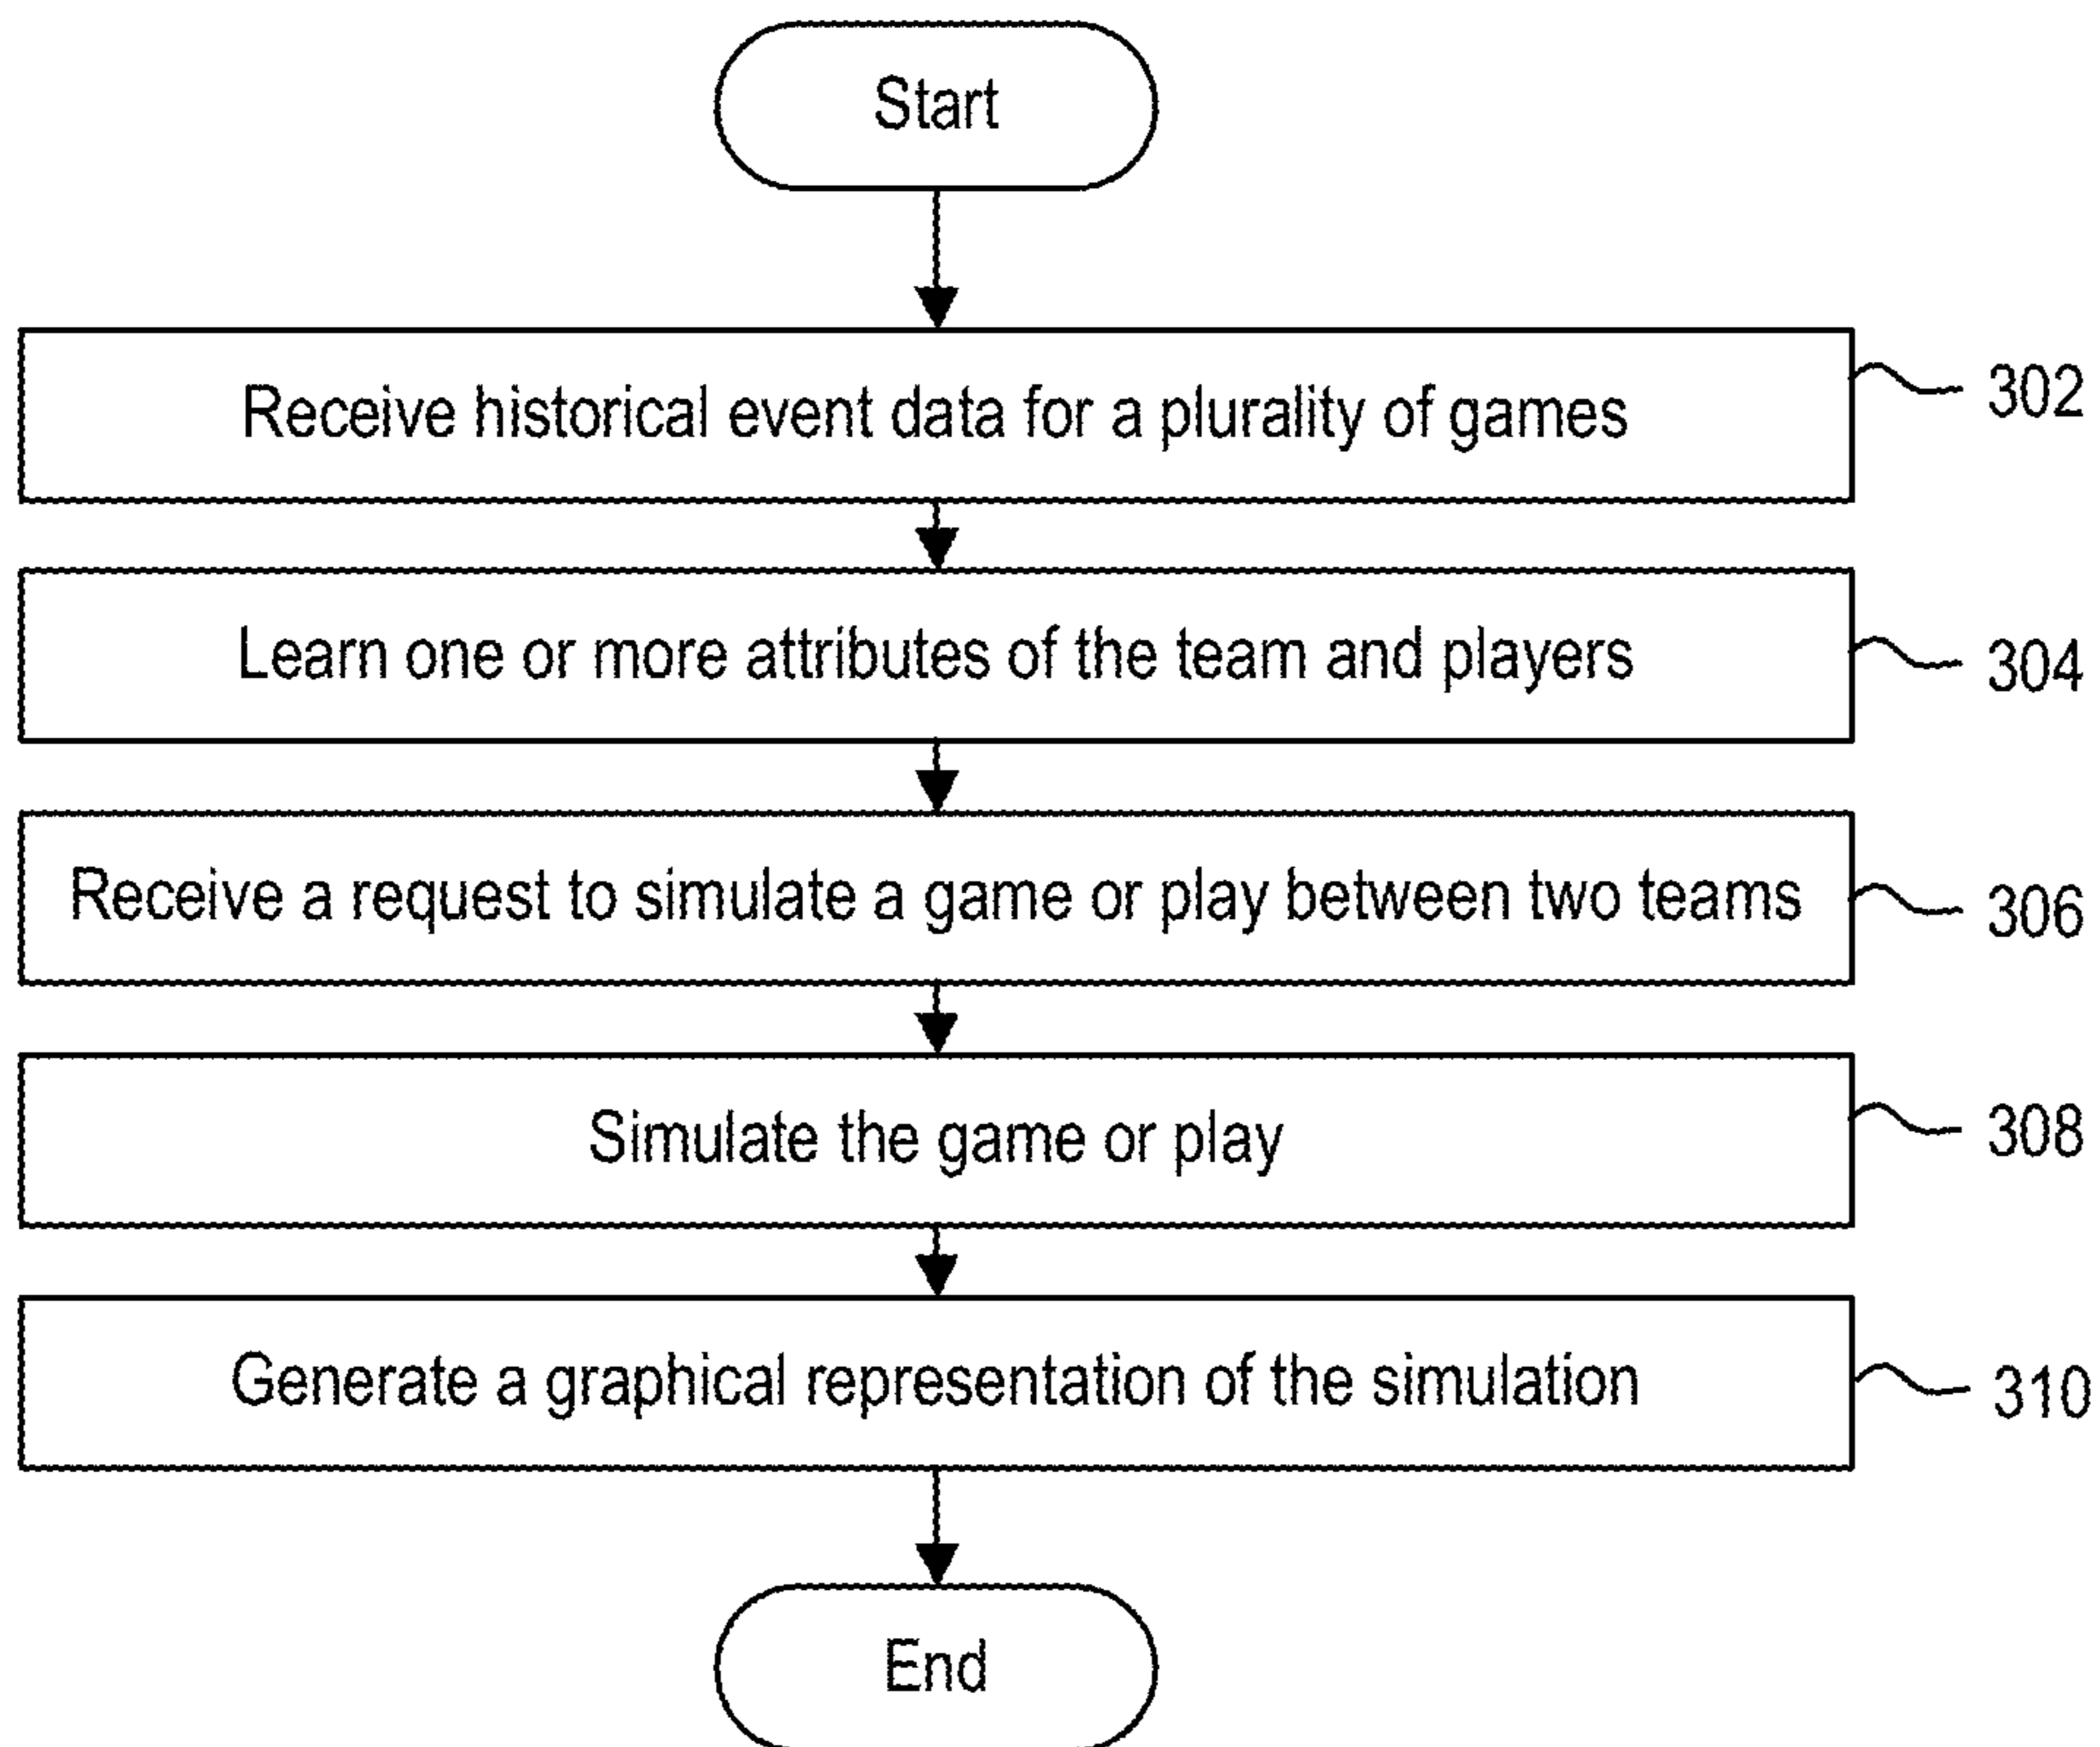 Start
Receive historical event data for a plurality of games
302
Learn one or more attributes of the team and players
304
Receive a request to simulate a game or play between two teams
306
Simulate the game or play
308
Generate a graphical representation of the simulation
310
End